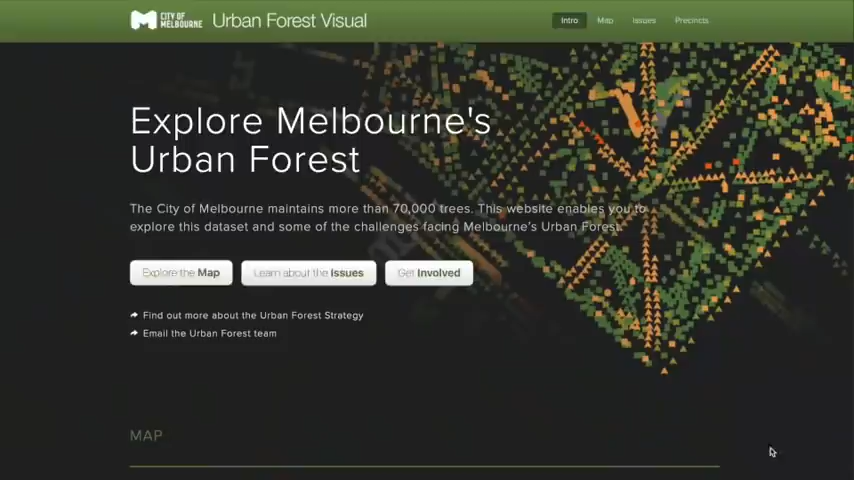 CITY OF
MELBOURNE
Urban Forest Visual
Intro
Map
Issues
Precincts
Explore Melbourne's
Urban Forest
The City of Melbourne maintains more than 70,000 trees. This website enables you to
explore this dataset and some of the challenges facing Melbourne's Urban Forest.
Explore the Map
Learn about the Issues
Get Involved
Find out more about the Urban Forest Strategy
Email the Urban Forest team
MAP